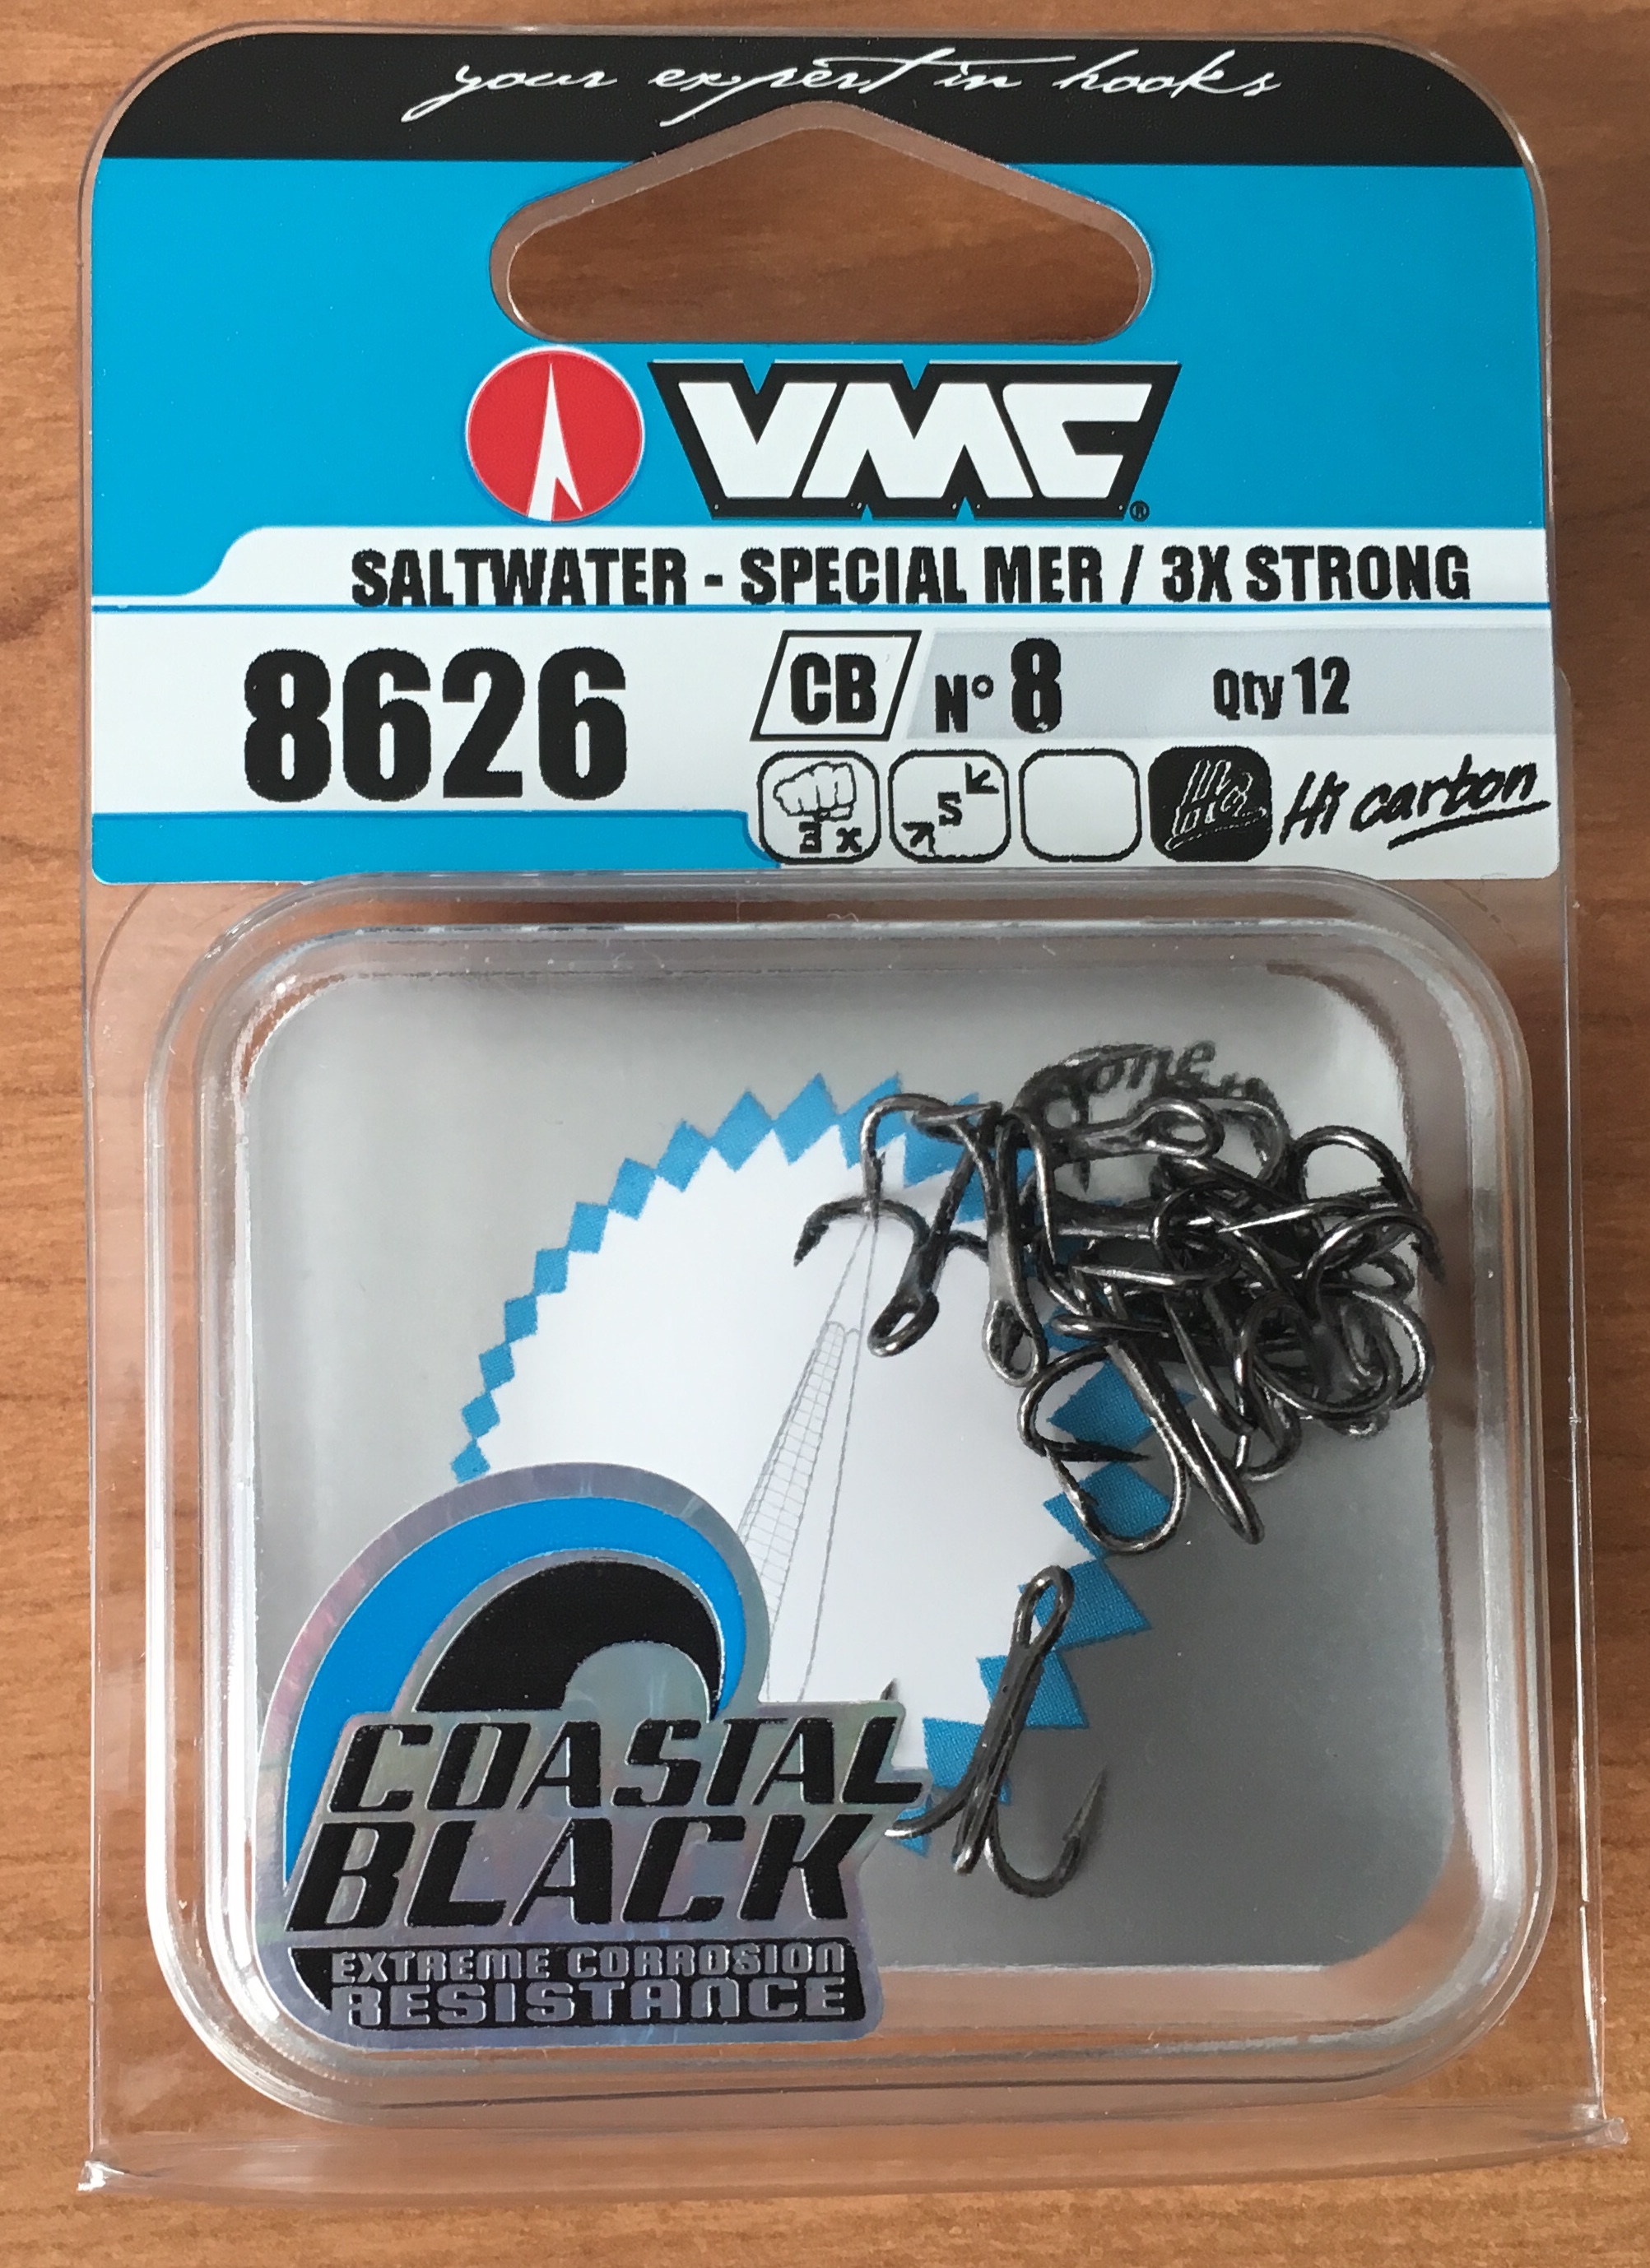 your expert in hooks
VMC®
SALTWATER - SPECIAL MER / 3X STRONG
8626
CB N° 8 Qty 12
3 x S Hi carbon
COASTAL
BLACK
EXTREME CORROSION
RESISTANCE